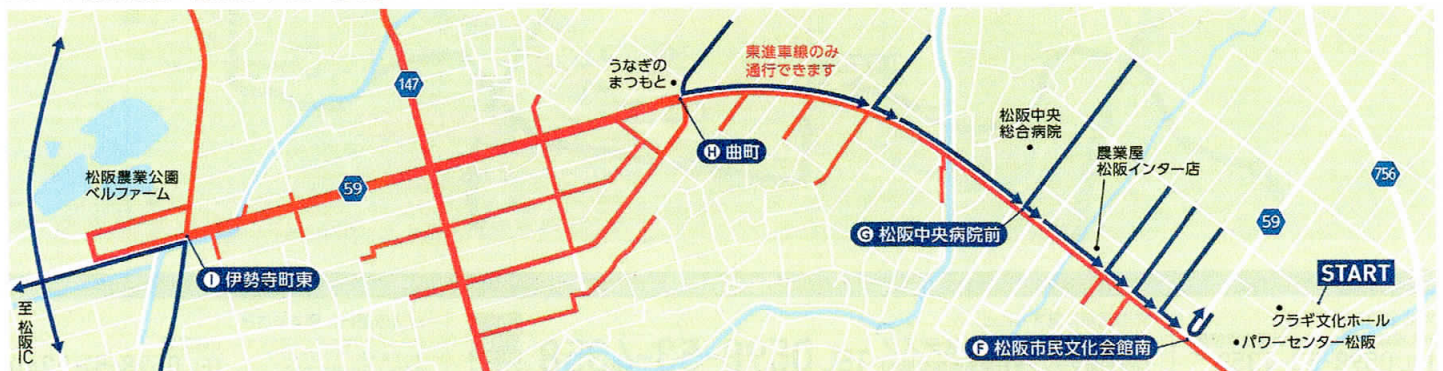 147
うなぎの
まつもと
東進車線のみ
通行できます
松阪中央
総合病院
農業屋
松阪インター店
756
松阪農業公園
ベルファーム
59
H 曲町
G 松阪中央病院前
59
I 伊勢寺町東
START
クラギ文化ホール
パワーセンター松阪
F 松阪市民文化会館南
至 松阪IC